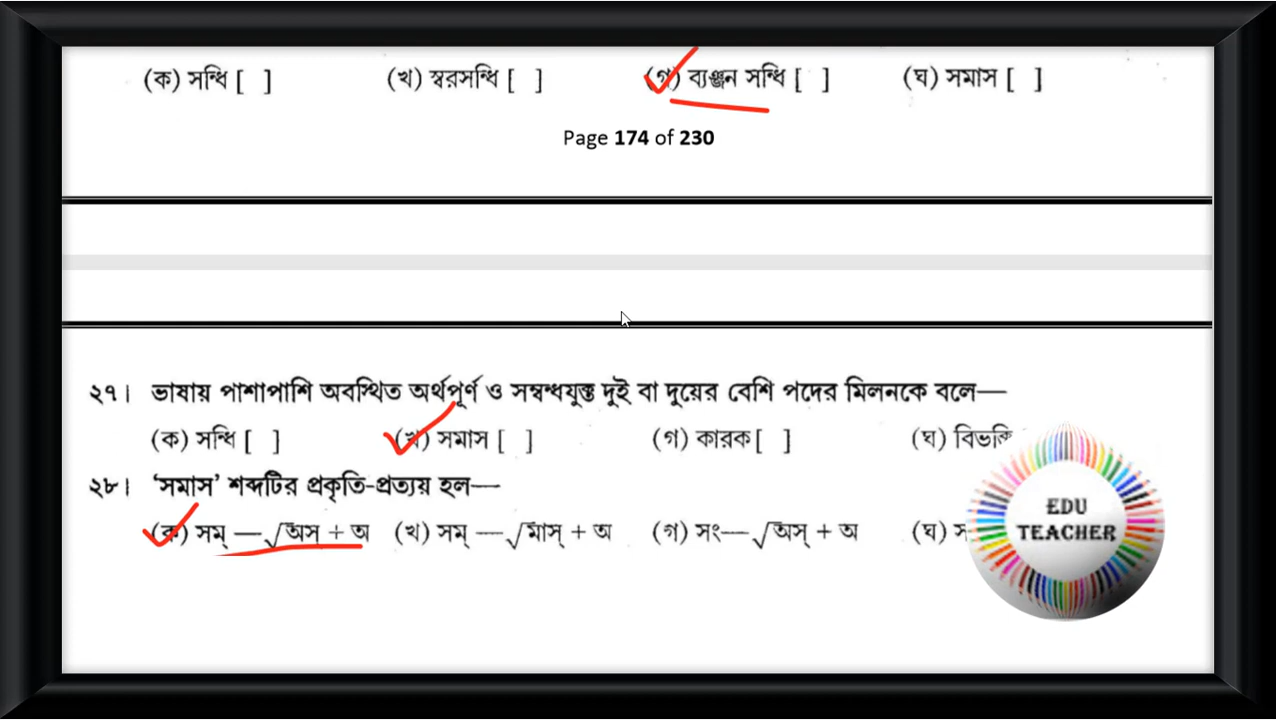 (ক) সন্ধি [ ] (খ) স্বরসন্ধি [ ] (গ) ব্যঞ্জন সন্ধি [ ] (ঘ) সমাস [ ]
Page 174 of 230
২৭। ভাষায় পাশাপাশি অবস্থিত অর্থপূর্ণ ও সম্বন্ধযুক্ত দুই বা দুয়ের বেশি পদের মিলনকে বলে—
(ক) সন্ধি [ ] (খ) সমাস [ ] (গ) কারক [ ] (ঘ) বিভক্তি
২৮। ‘সমাস’ শব্দটির প্রকৃতি-প্রত্যয় হল—
(ক) সম্ —√অস্ + অ (খ) সম্ —√মাস্ + অ (গ) সং—√অস্ + অ (ঘ)
EDU
TEACHER